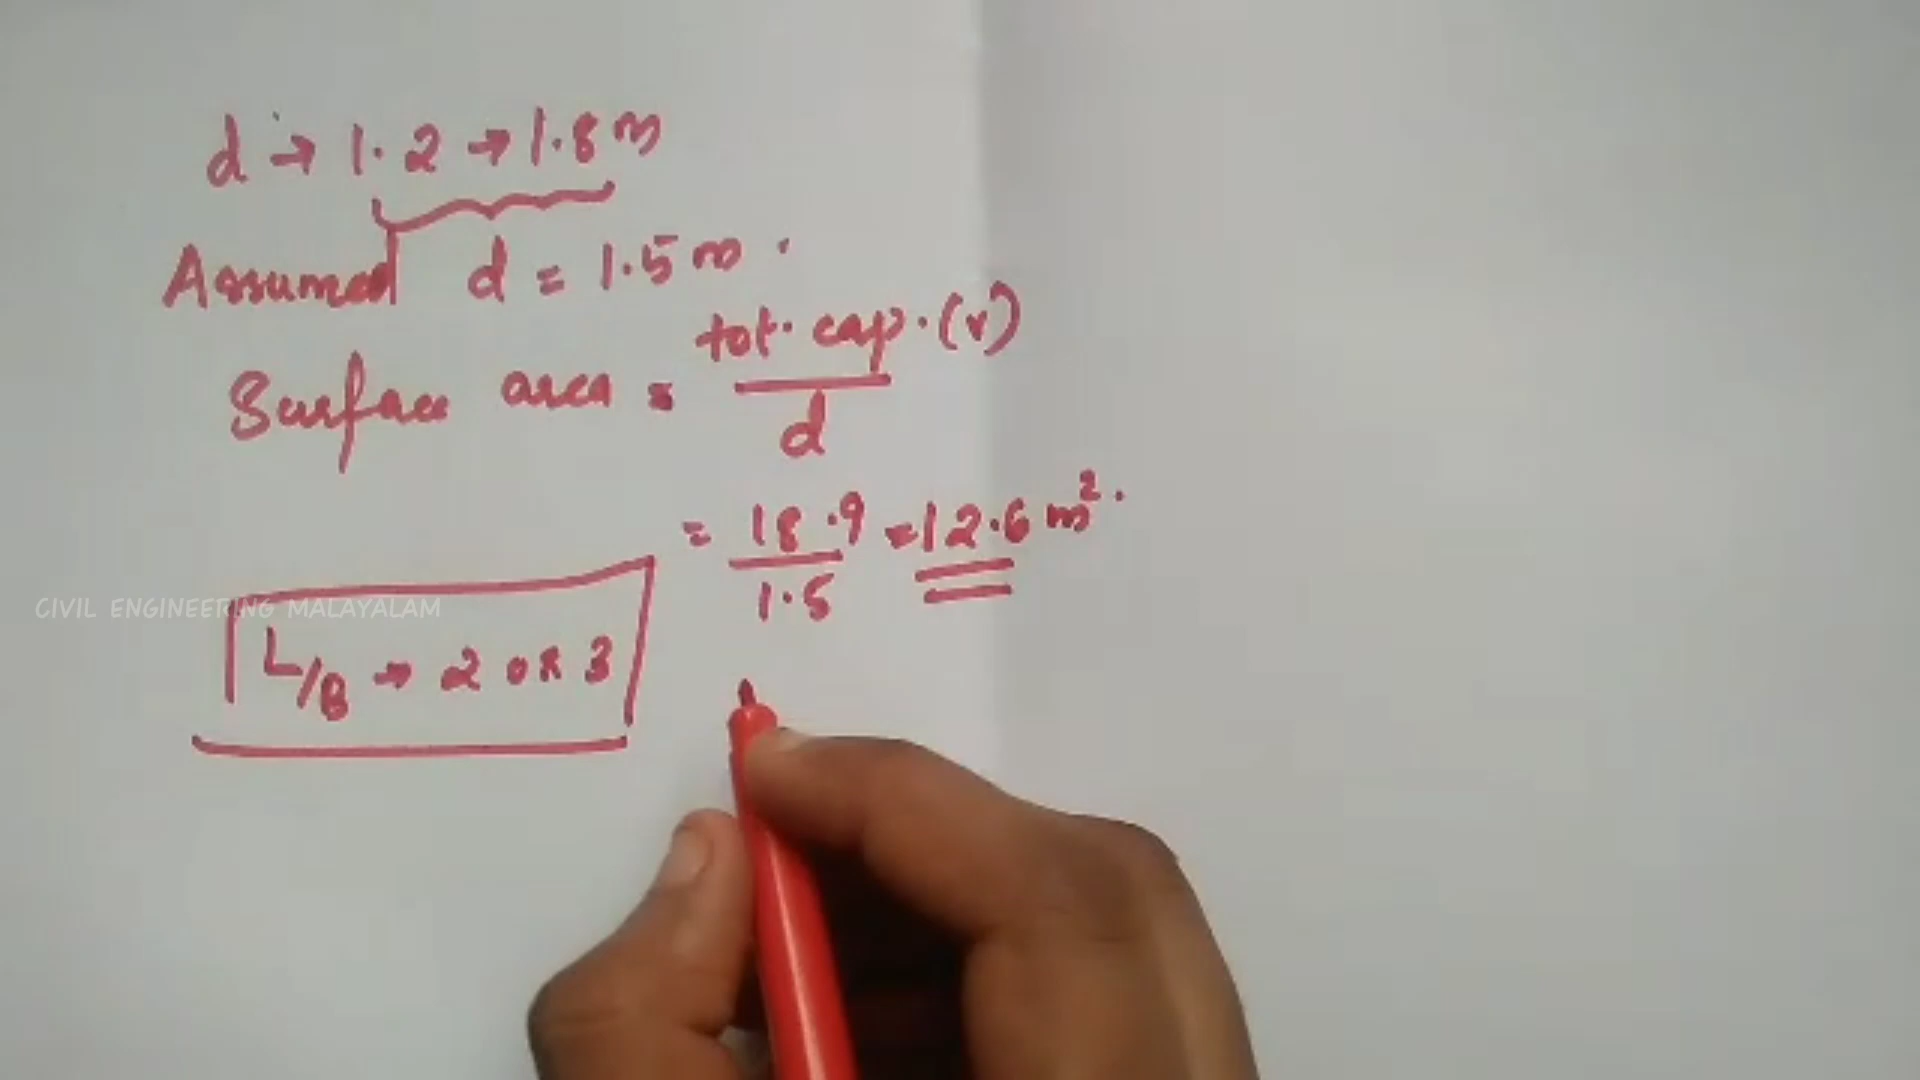 d → 1.2 → 1.8 m
Assumed d = 1.5 m.
Surface area = tot. cap. (v)
d
= 18.9 = 12.6 m².
1.5
CIVIL ENGINEERING MALAYALAM
L/B → 2 OR 3